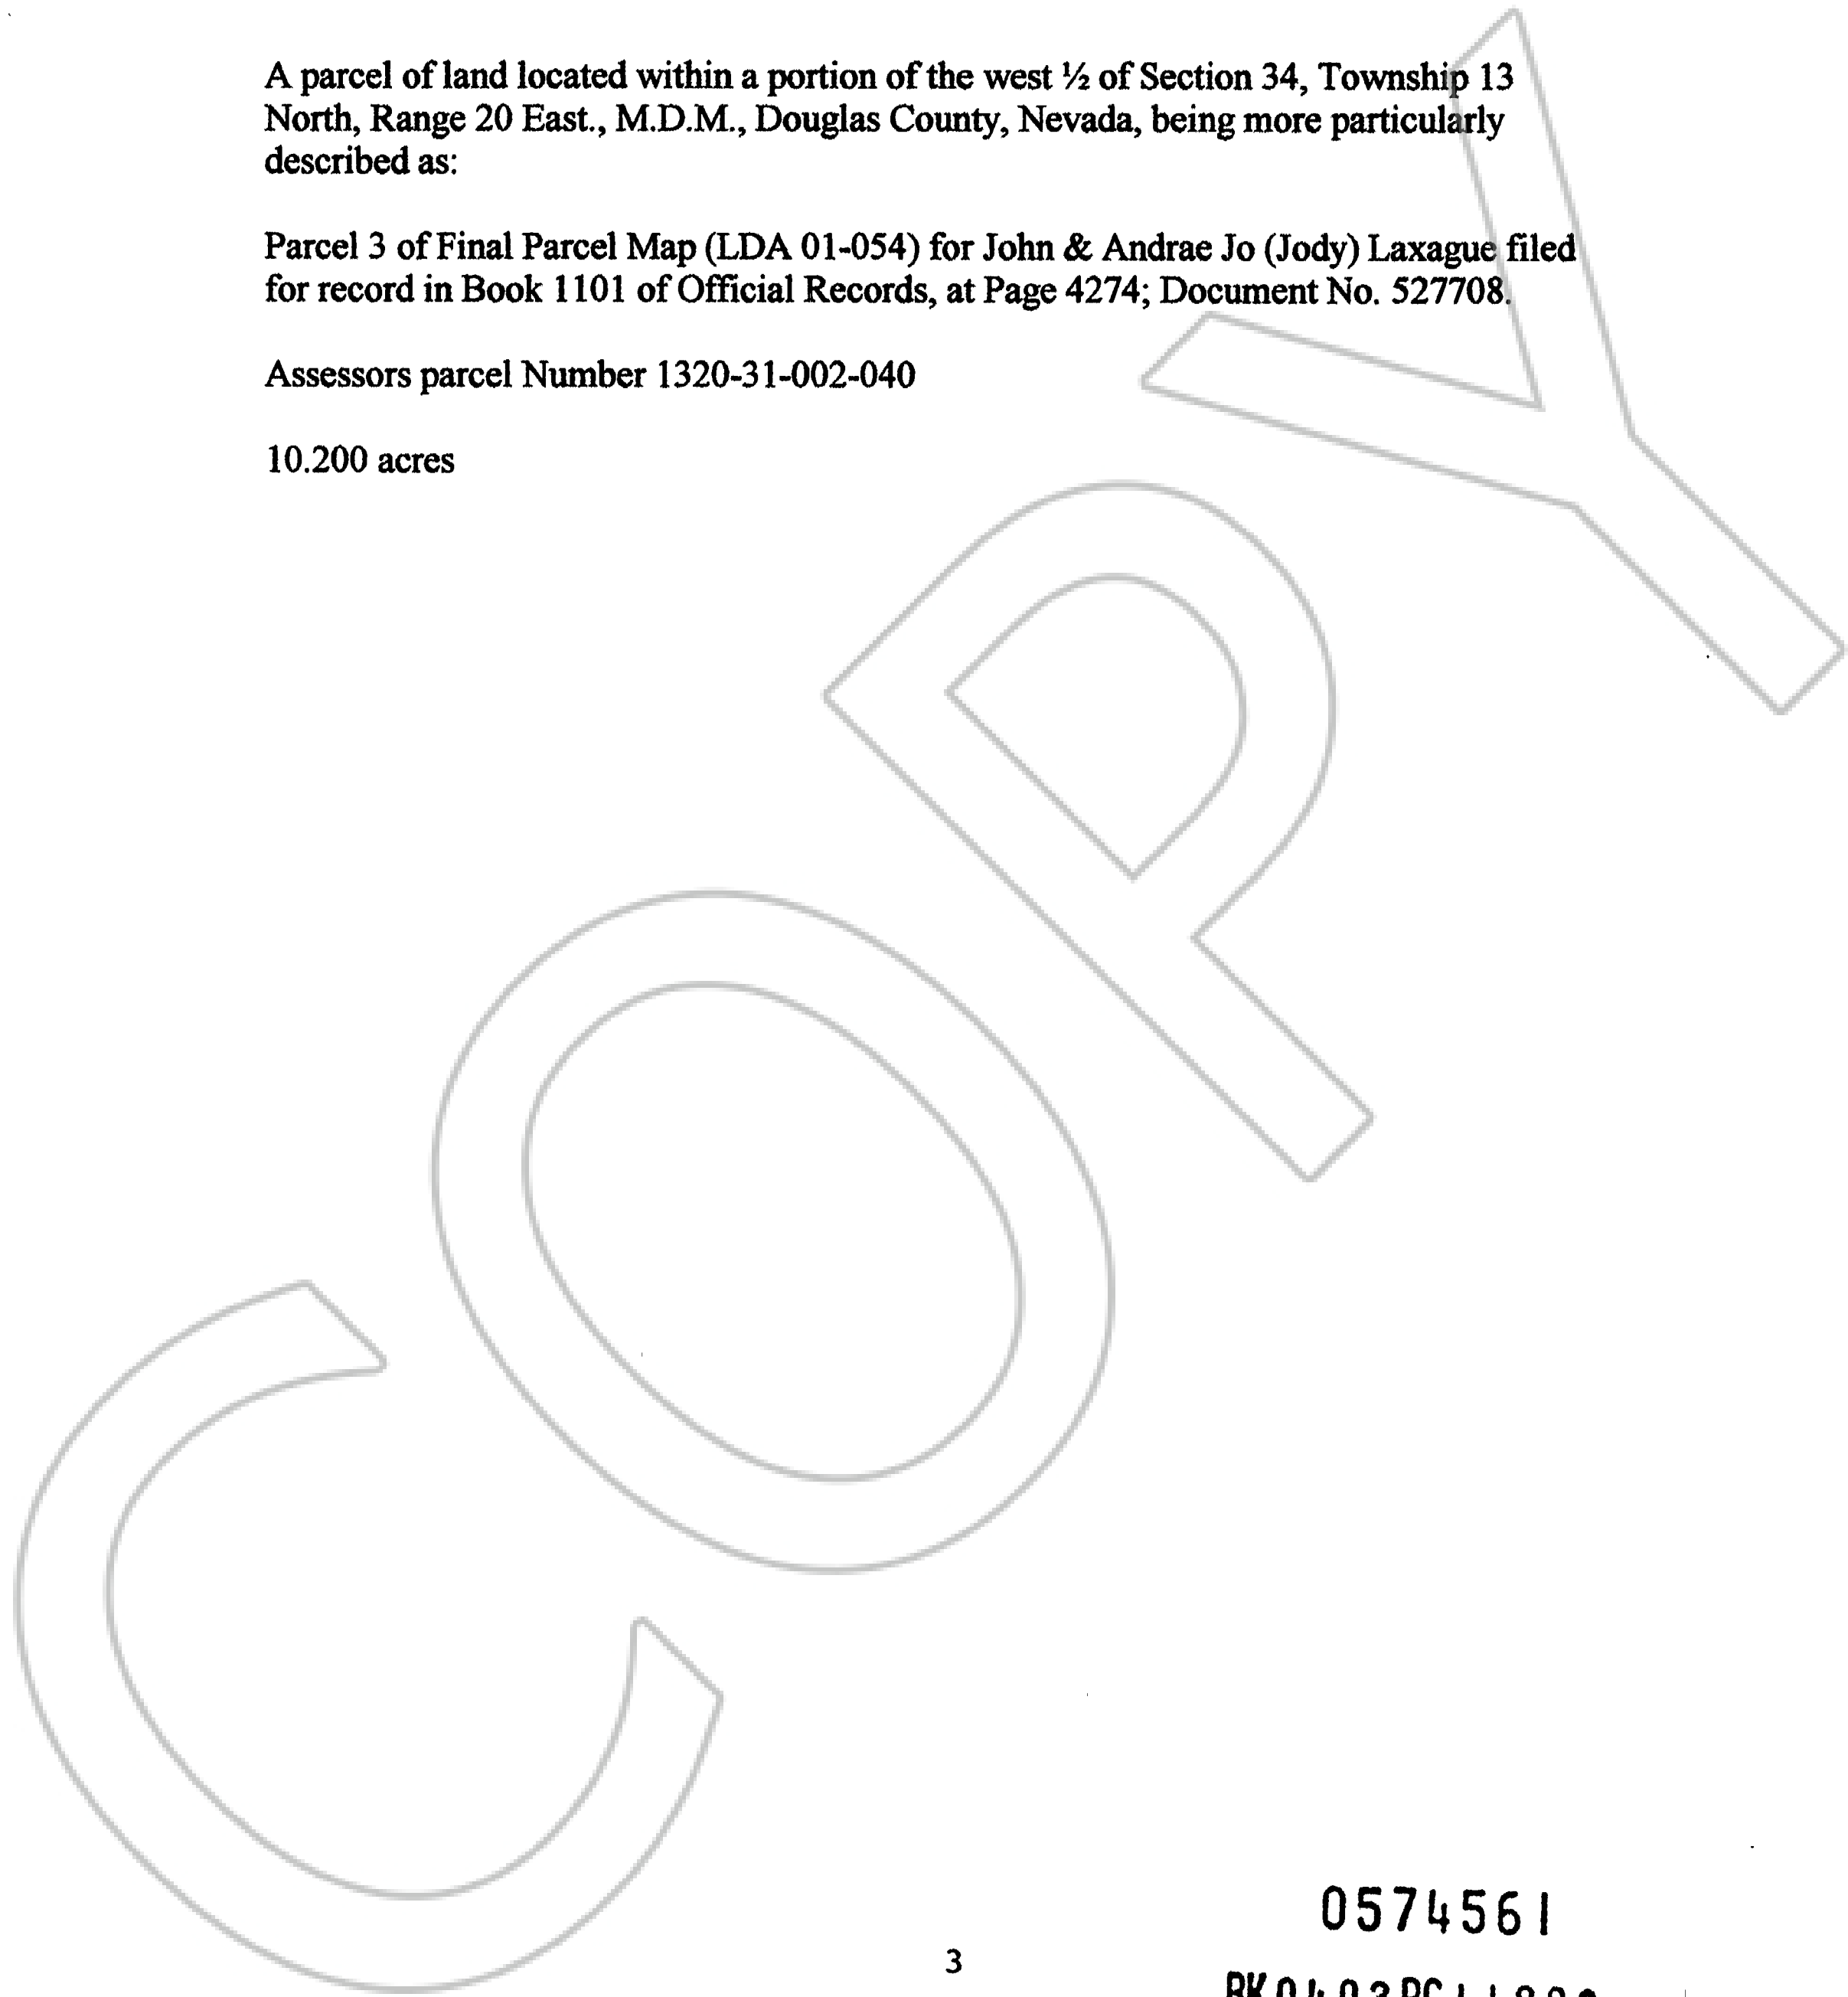 A parcel of land located within a portion of the west ½ of Section 34, Township 13
North, Range 20 East., M.D.M., Douglas County, Nevada, being more particularly
described as:
Parcel 3 of Final Parcel Map (LDA 01-054) for John & Andrae Jo (Jody) Laxague filed
for record in Book 1101 of Official Records, at Page 4274; Document No. 527708.
Assessors parcel Number 1320-31-002-040
10.200 acres
COPY
0574561
3